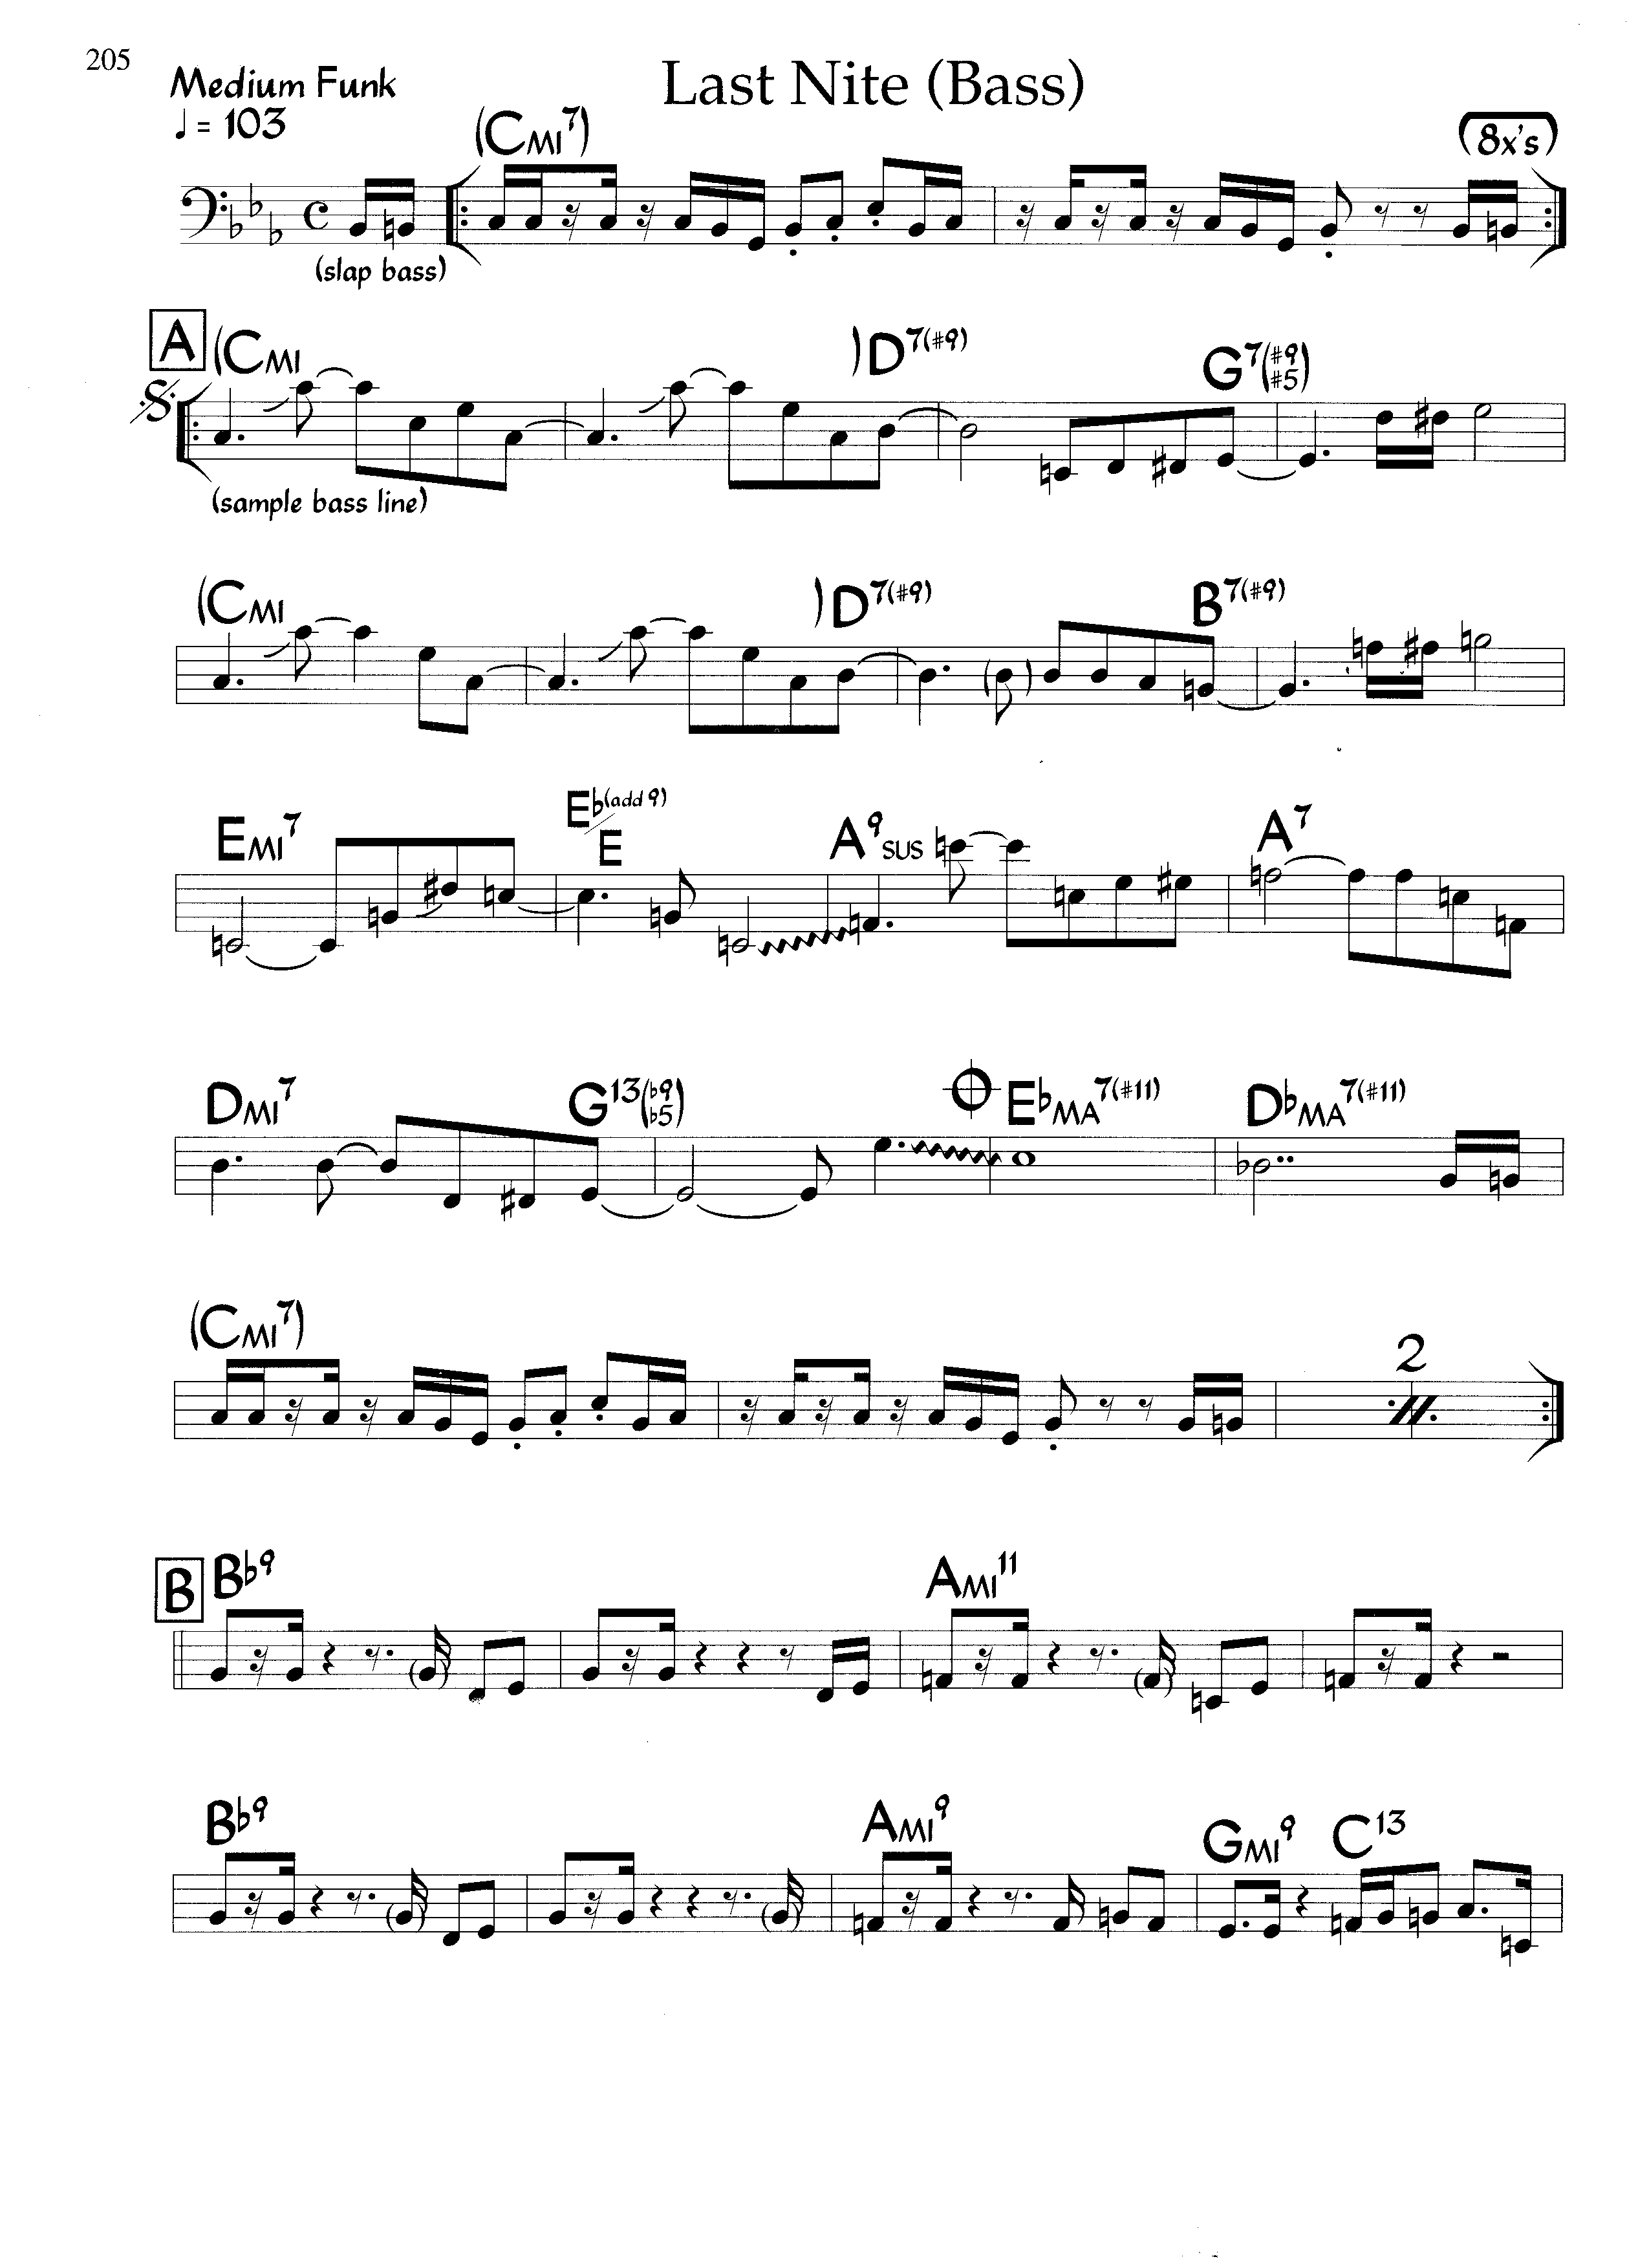 205
Medium Funk
Last Nite (Bass)
♩ = 103
(CMI7)
(8x's)
(slap bass)
A (CMI ) D7(#9) G7(#9 #5)
(sample bass line)
(CMI ) D7(#9) B7(#9)
EMI7 Eb(add 9)/E A9SUS A7
DMI7 G13(b9 b5) EbMA7(#11) DbMA7(#11)
(CMI7) 2
B Bb9 AMI11
Bb9 AMI9 GMI9 C13